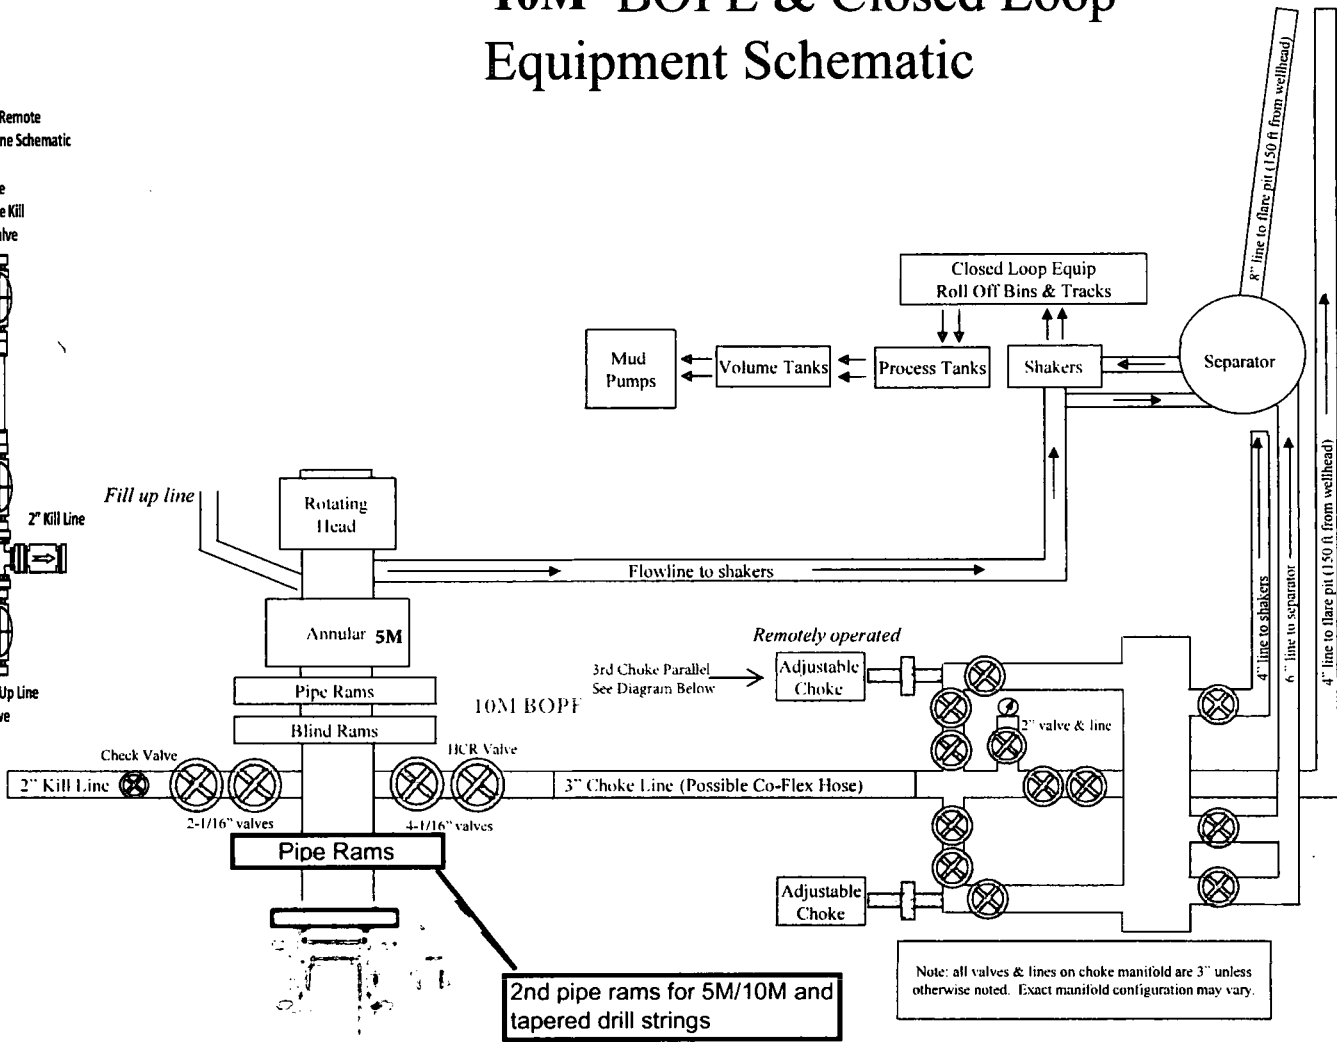 10M BOPE & Closed Loop
Equipment Schematic
Remote
ne Schematic
e
e Kill
alve
2" Kill Line
Up Line
ve
8" line to flare pit (150 ft from wellhead)
Closed Loop Equip
Roll Off Bins & Tracks
Mud
Pumps
Volume Tanks
Process Tanks
Shakers
Separator
Fill up line
Rotating
Head
Flowline to shakers
Annular 5M
Remotely operated
3rd Choke Parallel
See Diagram Below
Adjustable
Choke
4" line to shakers
6" line to separator
4" line to flare pit (150 ft from wellhead)
Pipe Rams
10M BOPE
Blind Rams
2" valve & line
Check Valve
HCR Valve
2" Kill Line
3" Choke Line (Possible Co-Flex Hose)
2-1/16" valves
4-1/16" valves
Pipe Rams
Adjustable
Choke
2nd pipe rams for 5M/10M and
tapered drill strings
Note: all valves & lines on choke manifold are 3" unless
otherwise noted. Exact manifold configuration may vary.